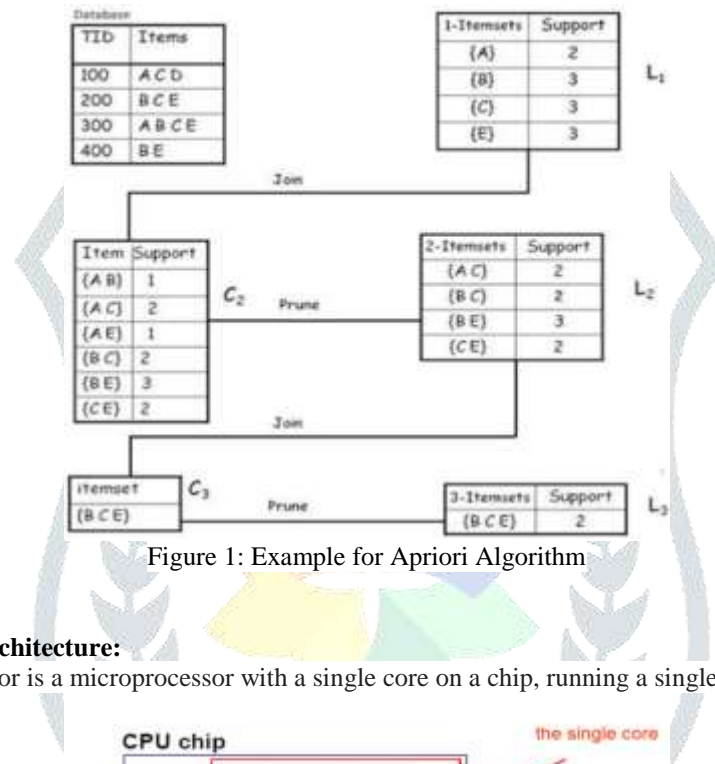 Database
TID Items
100 A C D
200 B C E
300 A B C E
400 B E
1-Itemsets Support
{A} 2
{B} 3
{C} 3
{E} 3
L1
Join
Item Support
{A B} 1
{A C} 2
{A E} 1
{B C} 2
{B E} 3
{C E} 2
C2
Prune
2-Itemsets Support
{A C} 2
{B C} 2
{B E} 3
{C E} 2
L2
Join
itemset
{B C E}
C3
Prune
3-Itemsets Support
{B C E} 2
L3
Figure 1: Example for Apriori Algorithm
chitecture:
or is a microprocessor with a single core on a chip, running a single
the single core
CPU chip